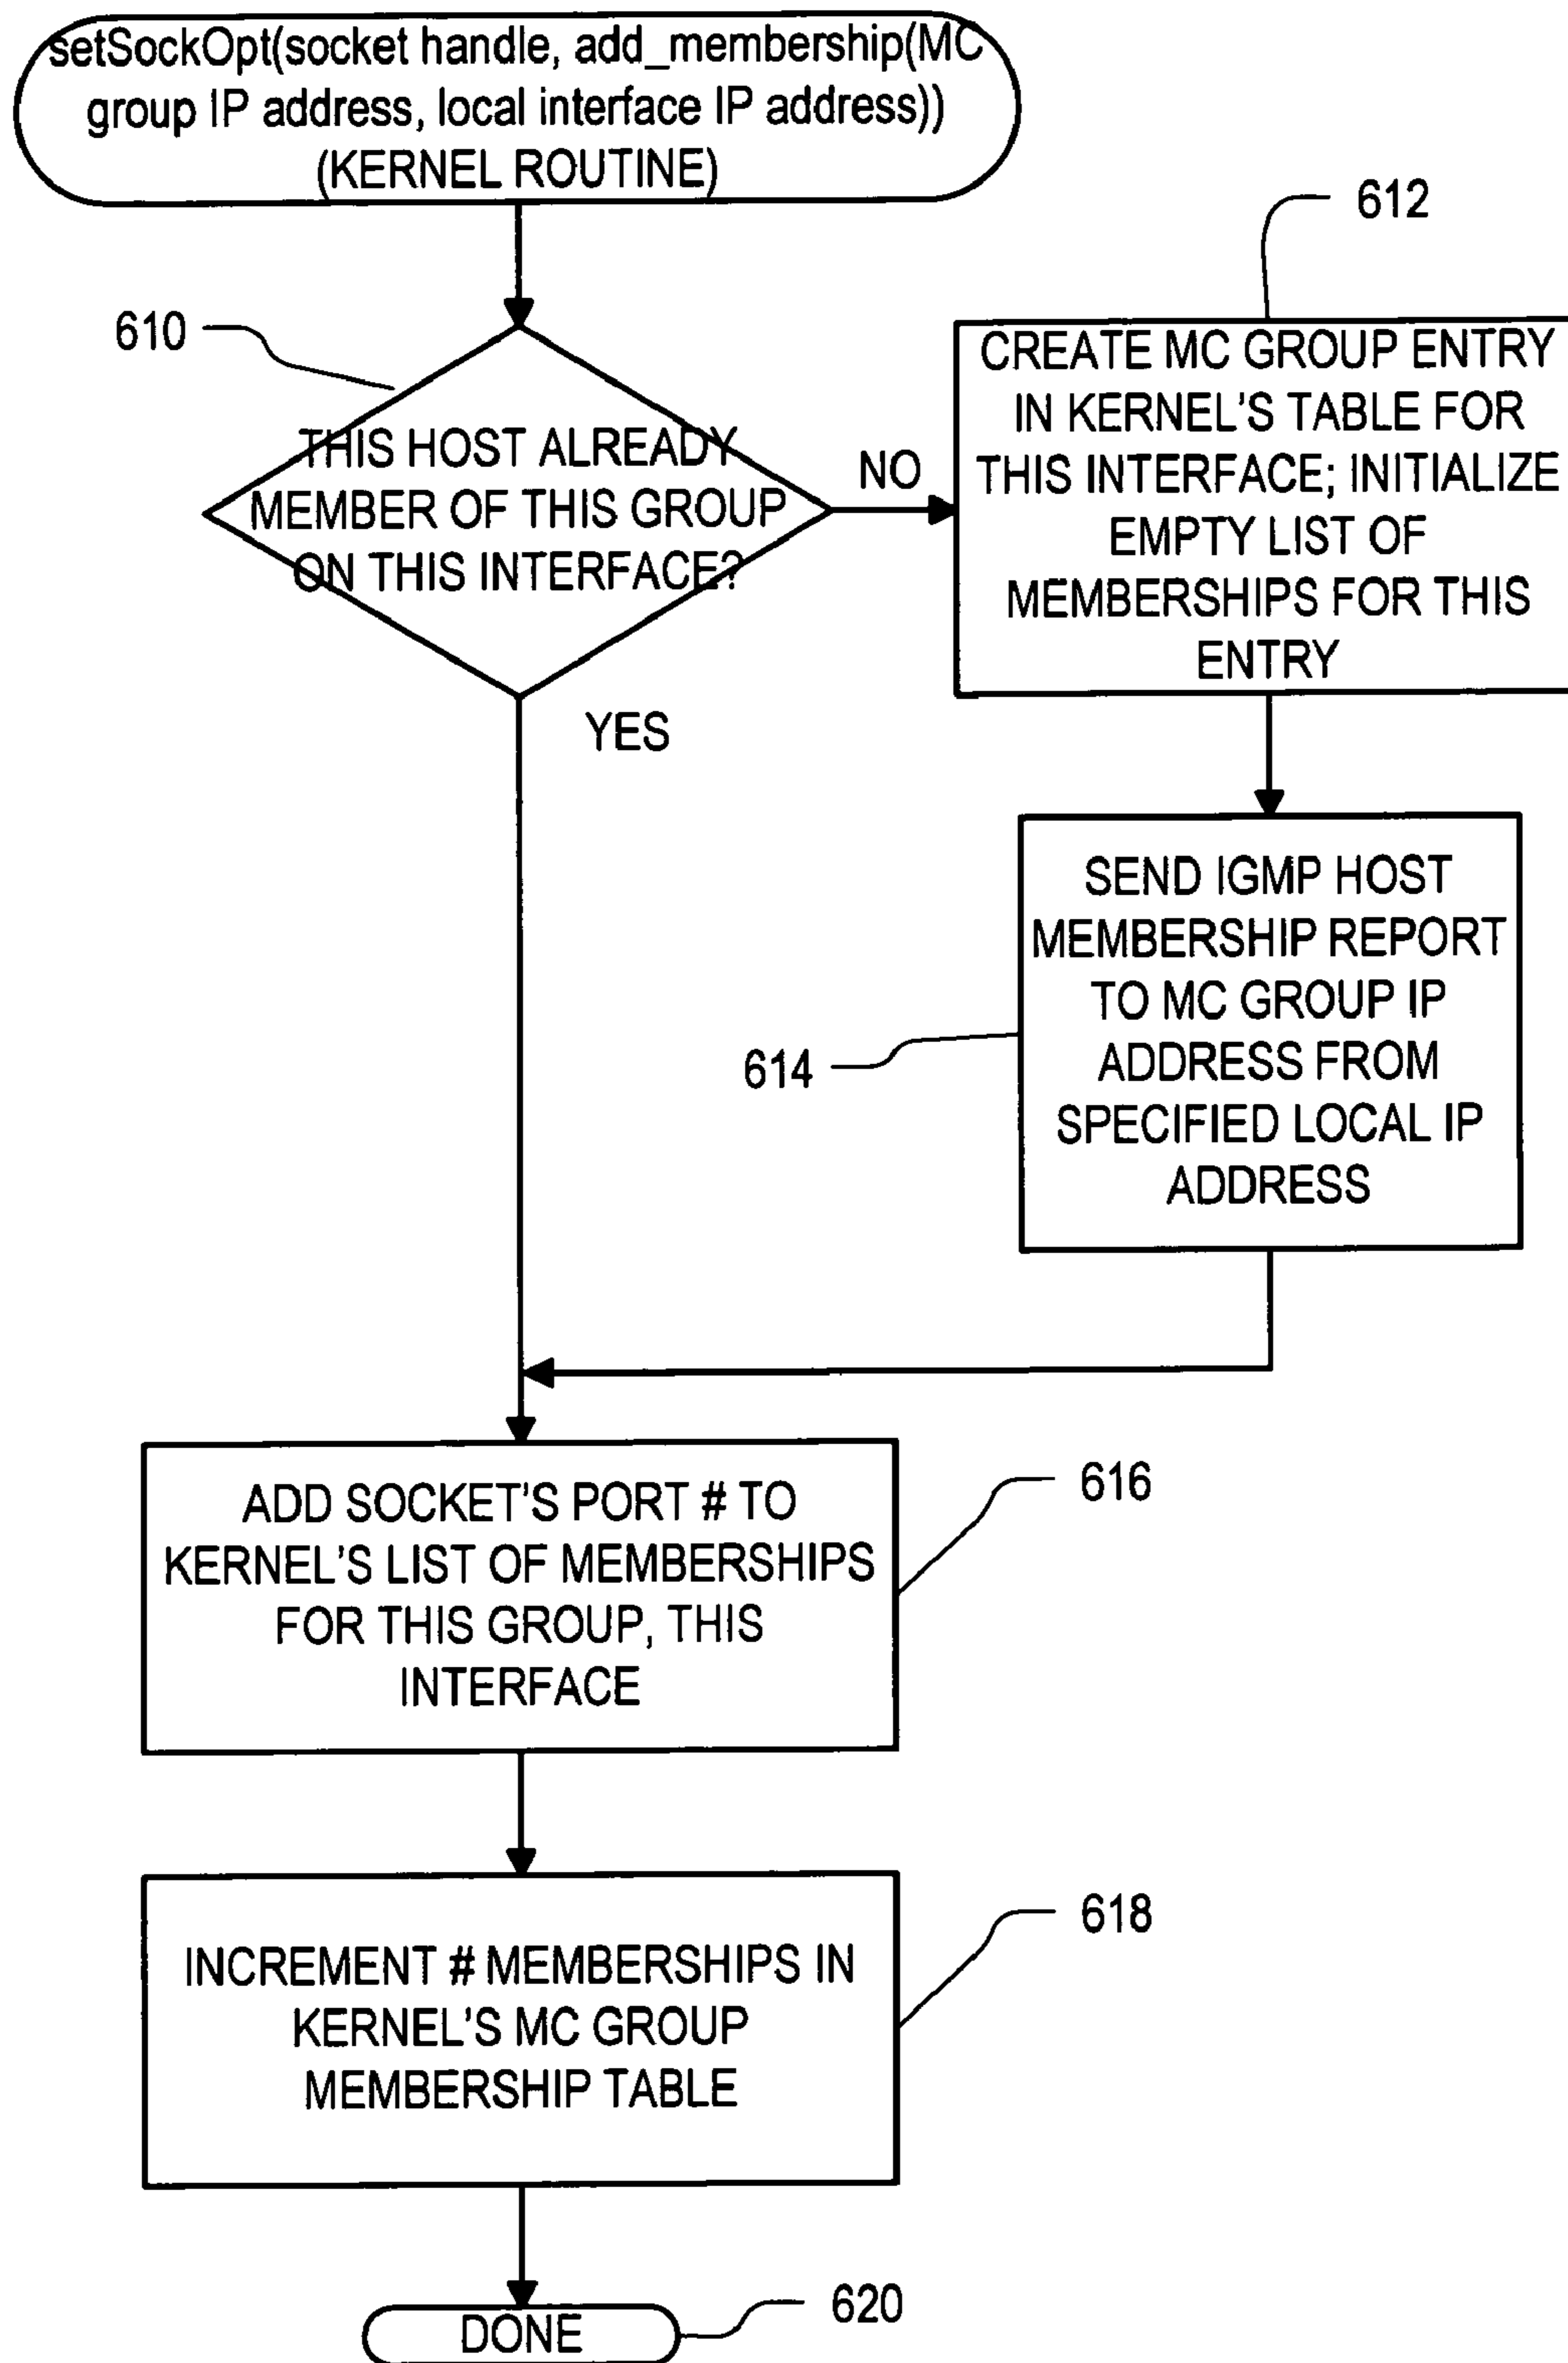 setSockOpt(socket handle, add_membership(MC
group IP address, local interface IP address))
(KERNEL ROUTINE)
612
610
THIS HOST ALREADY
MEMBER OF THIS GROUP
ON THIS INTERFACE?
NO
YES
CREATE MC GROUP ENTRY
IN KERNEL'S TABLE FOR
THIS INTERFACE; INITIALIZE
EMPTY LIST OF
MEMBERSHIPS FOR THIS
ENTRY
SEND IGMP HOST
MEMBERSHIP REPORT
TO MC GROUP IP
ADDRESS FROM
SPECIFIED LOCAL IP
ADDRESS
614
ADD SOCKET'S PORT # TO
KERNEL'S LIST OF MEMBERSHIPS
FOR THIS GROUP, THIS
INTERFACE
616
INCREMENT # MEMBERSHIPS IN
KERNEL'S MC GROUP
MEMBERSHIP TABLE
618
DONE
620